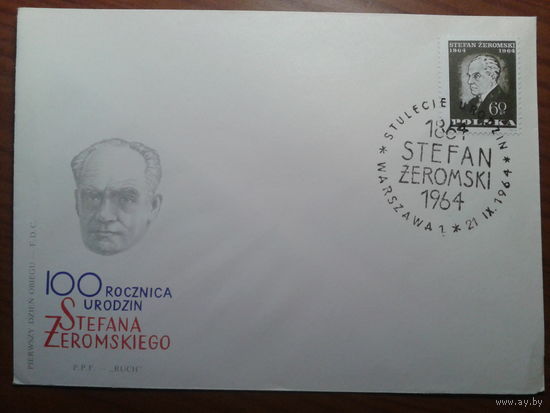 STEFAN ŻEROMSKI
1864 1964
60
POLSKA
* STULECIE URODZIN * 21 IX. 1964 * WARSZAWA 1
1864
STEFAN
ŻEROMSKI
1964
100 ROCZNICA
URODZIN
STEFANA
ŻEROMSKIEGO
P.P.F. — „RUCH"
PIERWSZY DZIEŃ OBIEGU — F.D.C.
www.ay.by